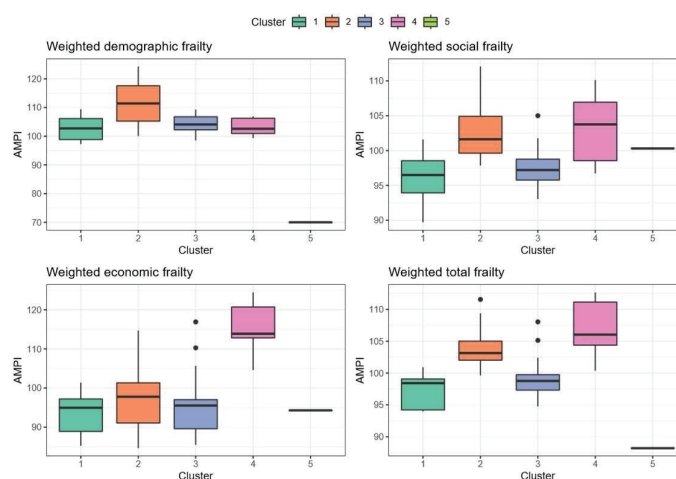 Cluster 1 2 3 4 5
Weighted demographic frailty
AMPI
120
110
100
90
80
70
1 2 3 4 5
Cluster
Weighted social frailty
AMPI
110
105
100
95
90
1 2 3 4 5
Cluster
Weighted economic frailty
AMPI
120
110
100
90
1 2 3 4 5
Cluster
Weighted total frailty
AMPI
110
105
100
95
90
1 2 3 4 5
Cluster